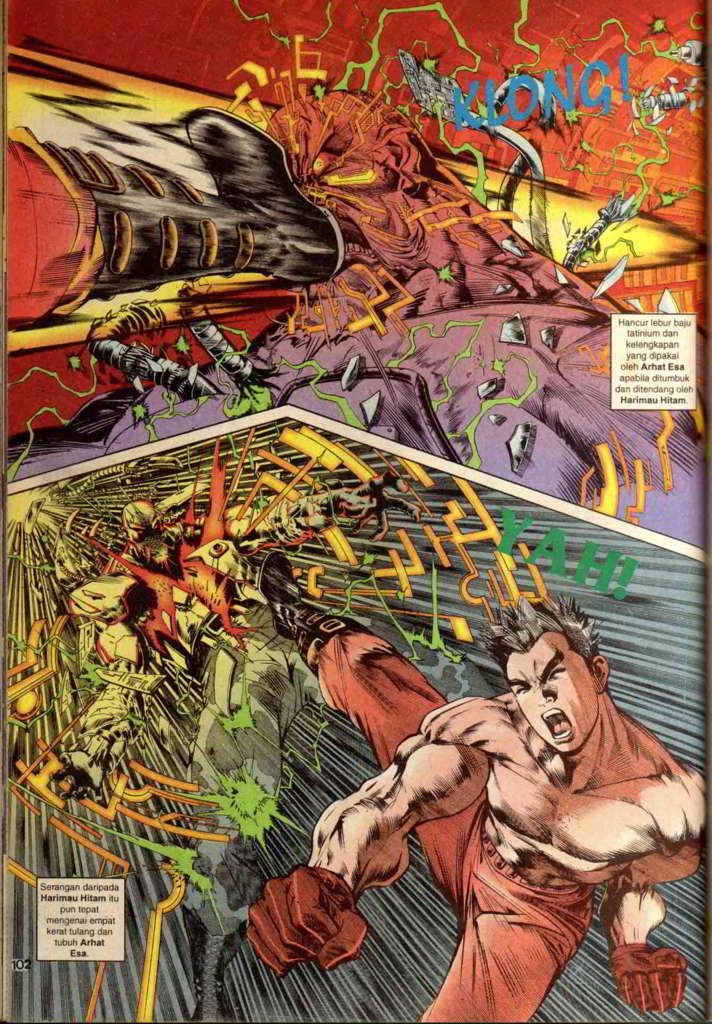 KLONG!
Hancur lebur baju
tatinium dan
kelengkapan
yang dipakai
oleh Arhat Esa
apabila ditumbuk
dan ditendang oleh
Harimau Hitam.
YAH!
Serangan daripada
Harimau Hitam itu
pun tepat
mengenai empat
kerat tulang dan
tubuh Arhat
Esa.
102